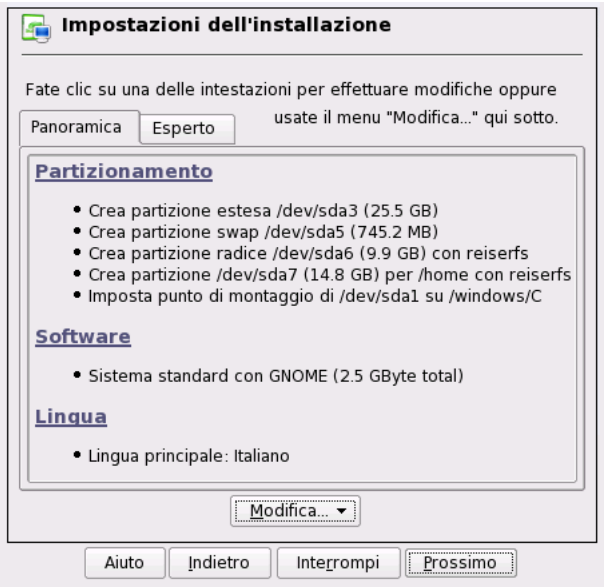 Impostazioni dell'installazione
Fate clic su una delle intestazioni per effettuare modifiche oppure
usate il menu "Modifica..." qui sotto.
Panoramica
Esperto
Partizionamento
• Crea partizione estesa /dev/sda3 (25.5 GB)
• Crea partizione swap /dev/sda5 (745.2 MB)
• Crea partizione radice /dev/sda6 (9.9 GB) con reiserfs
• Crea partizione /dev/sda7 (14.8 GB) per /home con reiserfs
• Imposta punto di montaggio di /dev/sda1 su /windows/C
Software
• Sistema standard con GNOME (2.5 GByte total)
Lingua
• Lingua principale: Italiano
Modifica...
Aiuto
Indietro
Interrompi
Prossimo